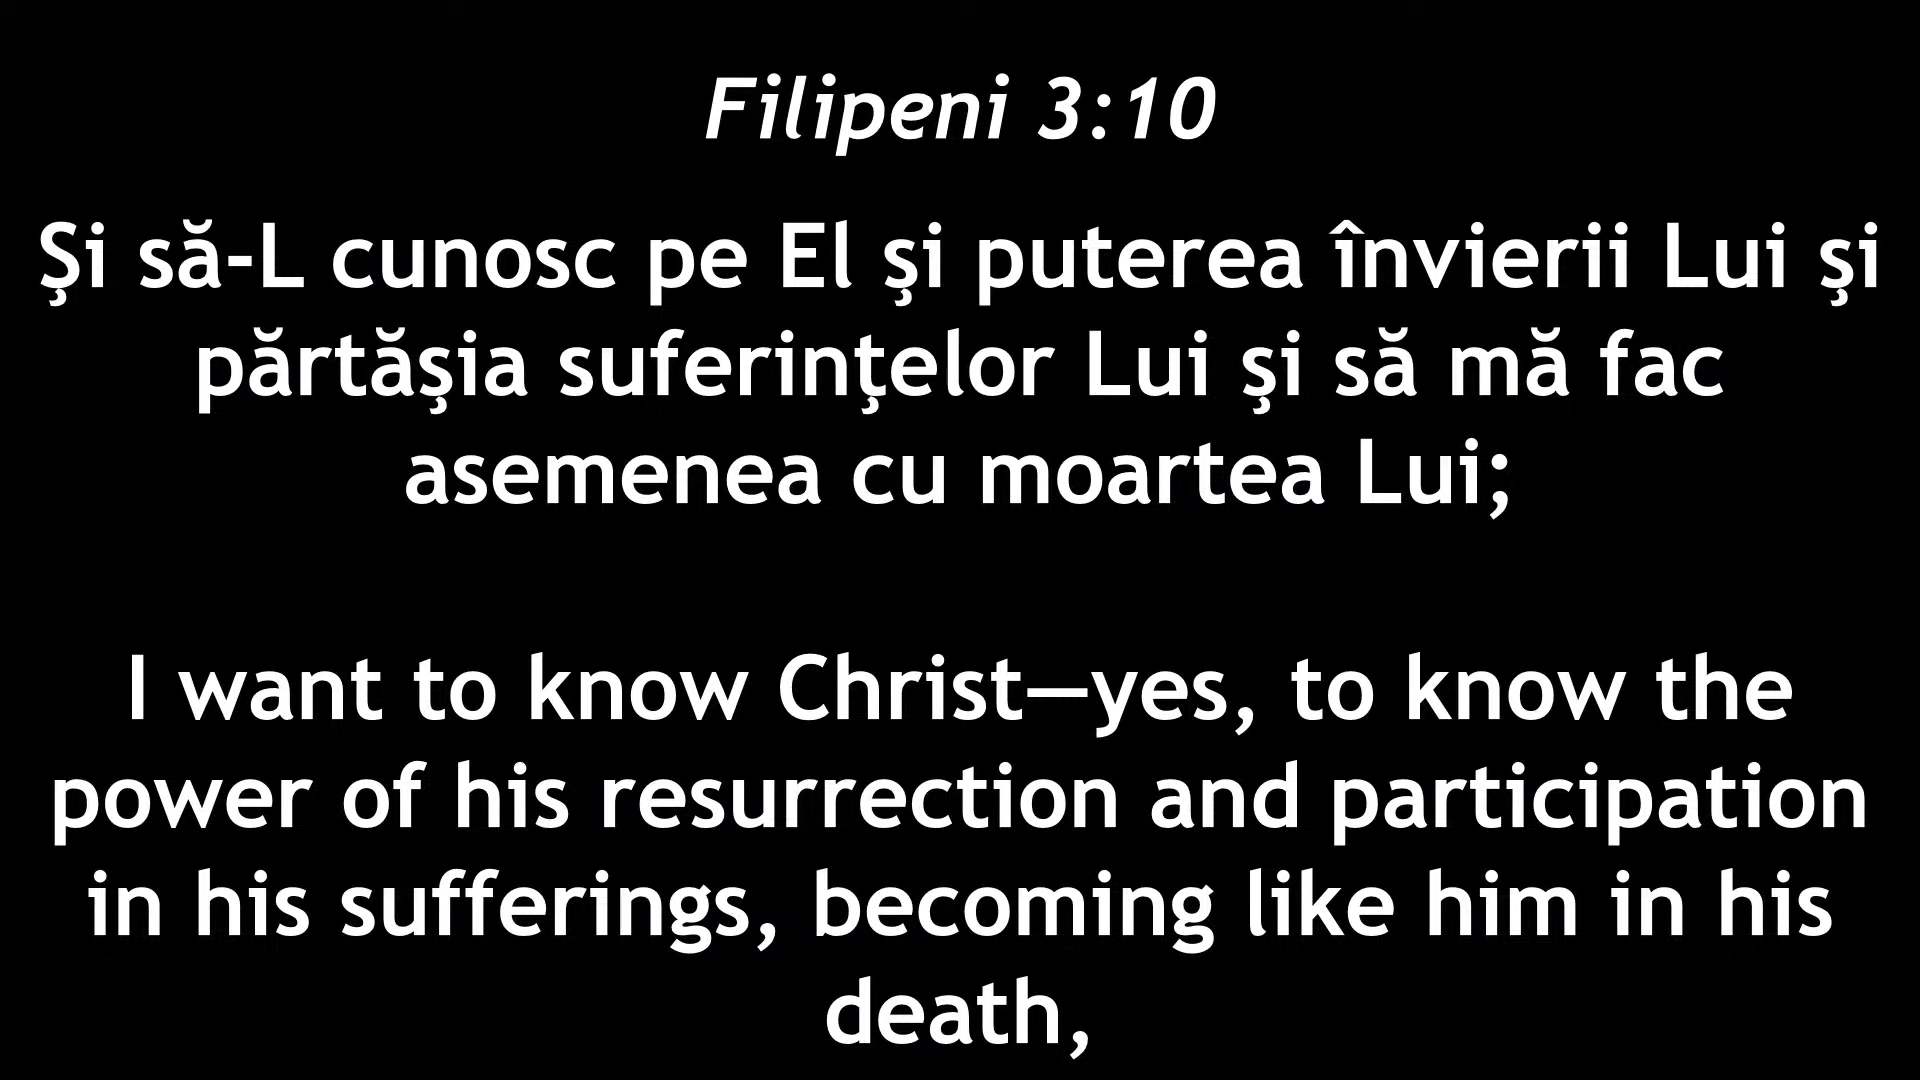 Filipeni 3:10
Şi să-L cunosc pe El şi puterea învierii Lui şi
părtăşia suferinţelor Lui şi să mă fac
asemenea cu moartea Lui;
I want to know Christ—yes, to know the
power of his resurrection and participation
in his sufferings, becoming like him in his
death,